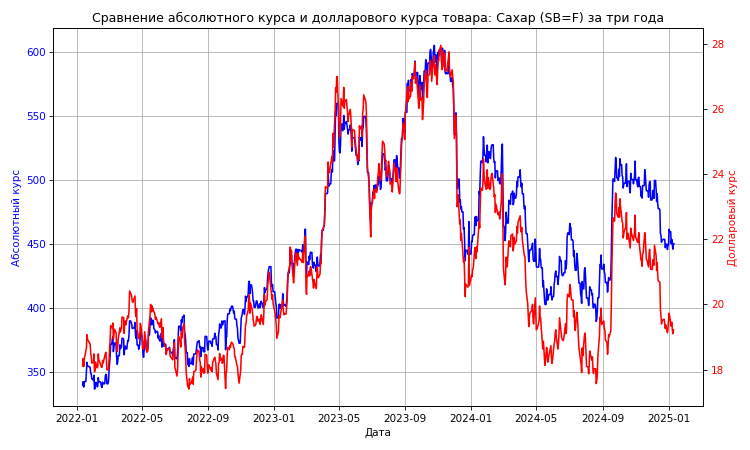 Сравнение абсолютного курса и долларового курса товара: Сахар (SB=F) за три года
600
550
500
450
400
350
Абсолютный курс
28
26
24
22
20
18
Долларовый курс
2022-01 2022-05 2022-09 2023-01 2023-05 2023-09 2024-01 2024-05 2024-09 2025-01
Дата